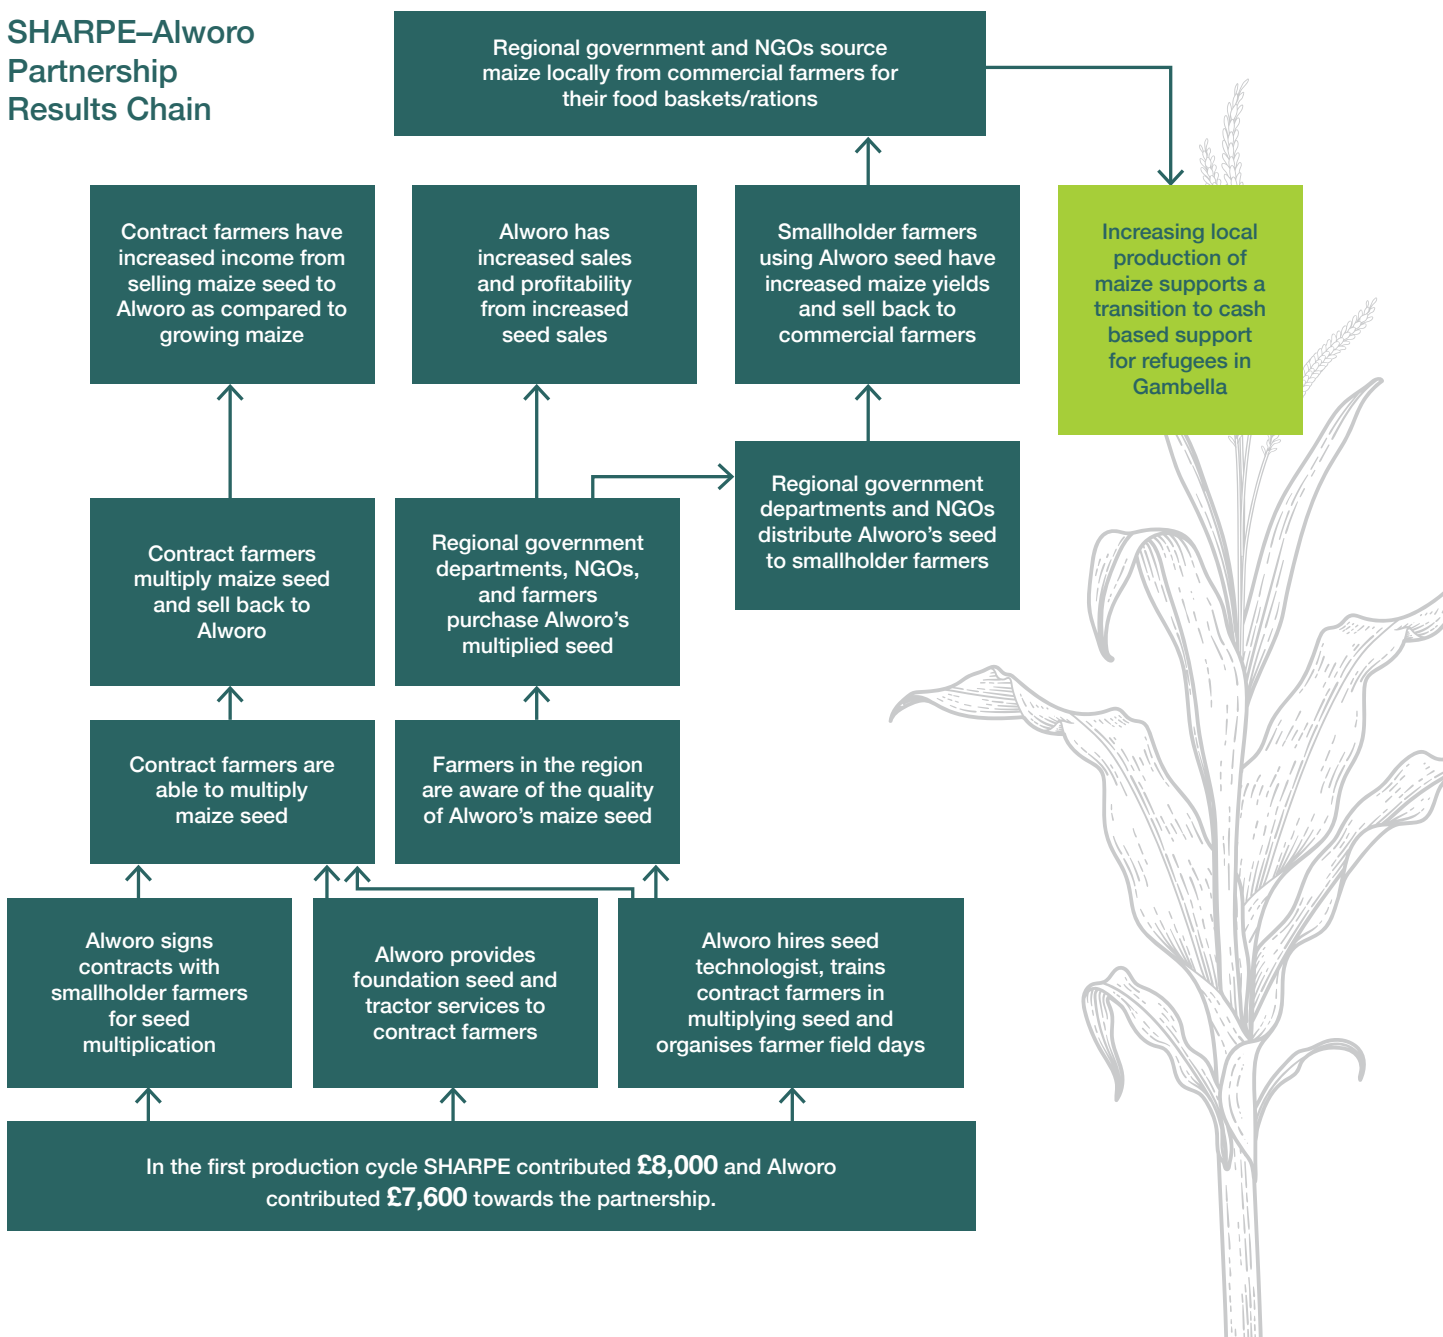 SHARPE–Alworo
Partnership
Results Chain
Regional government and NGOs source
maize locally from commercial farmers for
their food baskets/rations
Contract farmers have
increased income from
selling maize seed to
Alworo as compared to
growing maize
Alworo has
increased sales
and profitability
from increased
seed sales
Smallholder farmers
using Alworo seed have
increased maize yields
and sell back to
commercial farmers
Increasing local
production of
maize supports a
transition to cash
based support
for refugees in
Gambella
Contract farmers
multiply maize seed
and sell back to
Alworo
Regional government
departments, NGOs,
and farmers
purchase Alworo’s
multiplied seed
Regional government
departments and NGOs
distribute Alworo’s seed
to smallholder farmers
Contract farmers are
able to multiply
maize seed
Farmers in the region
are aware of the quality
of Alworo’s maize seed
Alworo signs
contracts with
smallholder farmers
for seed
multiplication
Alworo provides
foundation seed and
tractor services to
contract farmers
Alworo hires seed
technologist, trains
contract farmers in
multiplying seed and
organises farmer field days
In the first production cycle SHARPE contributed £8,000 and Alworo
contributed £7,600 towards the partnership.